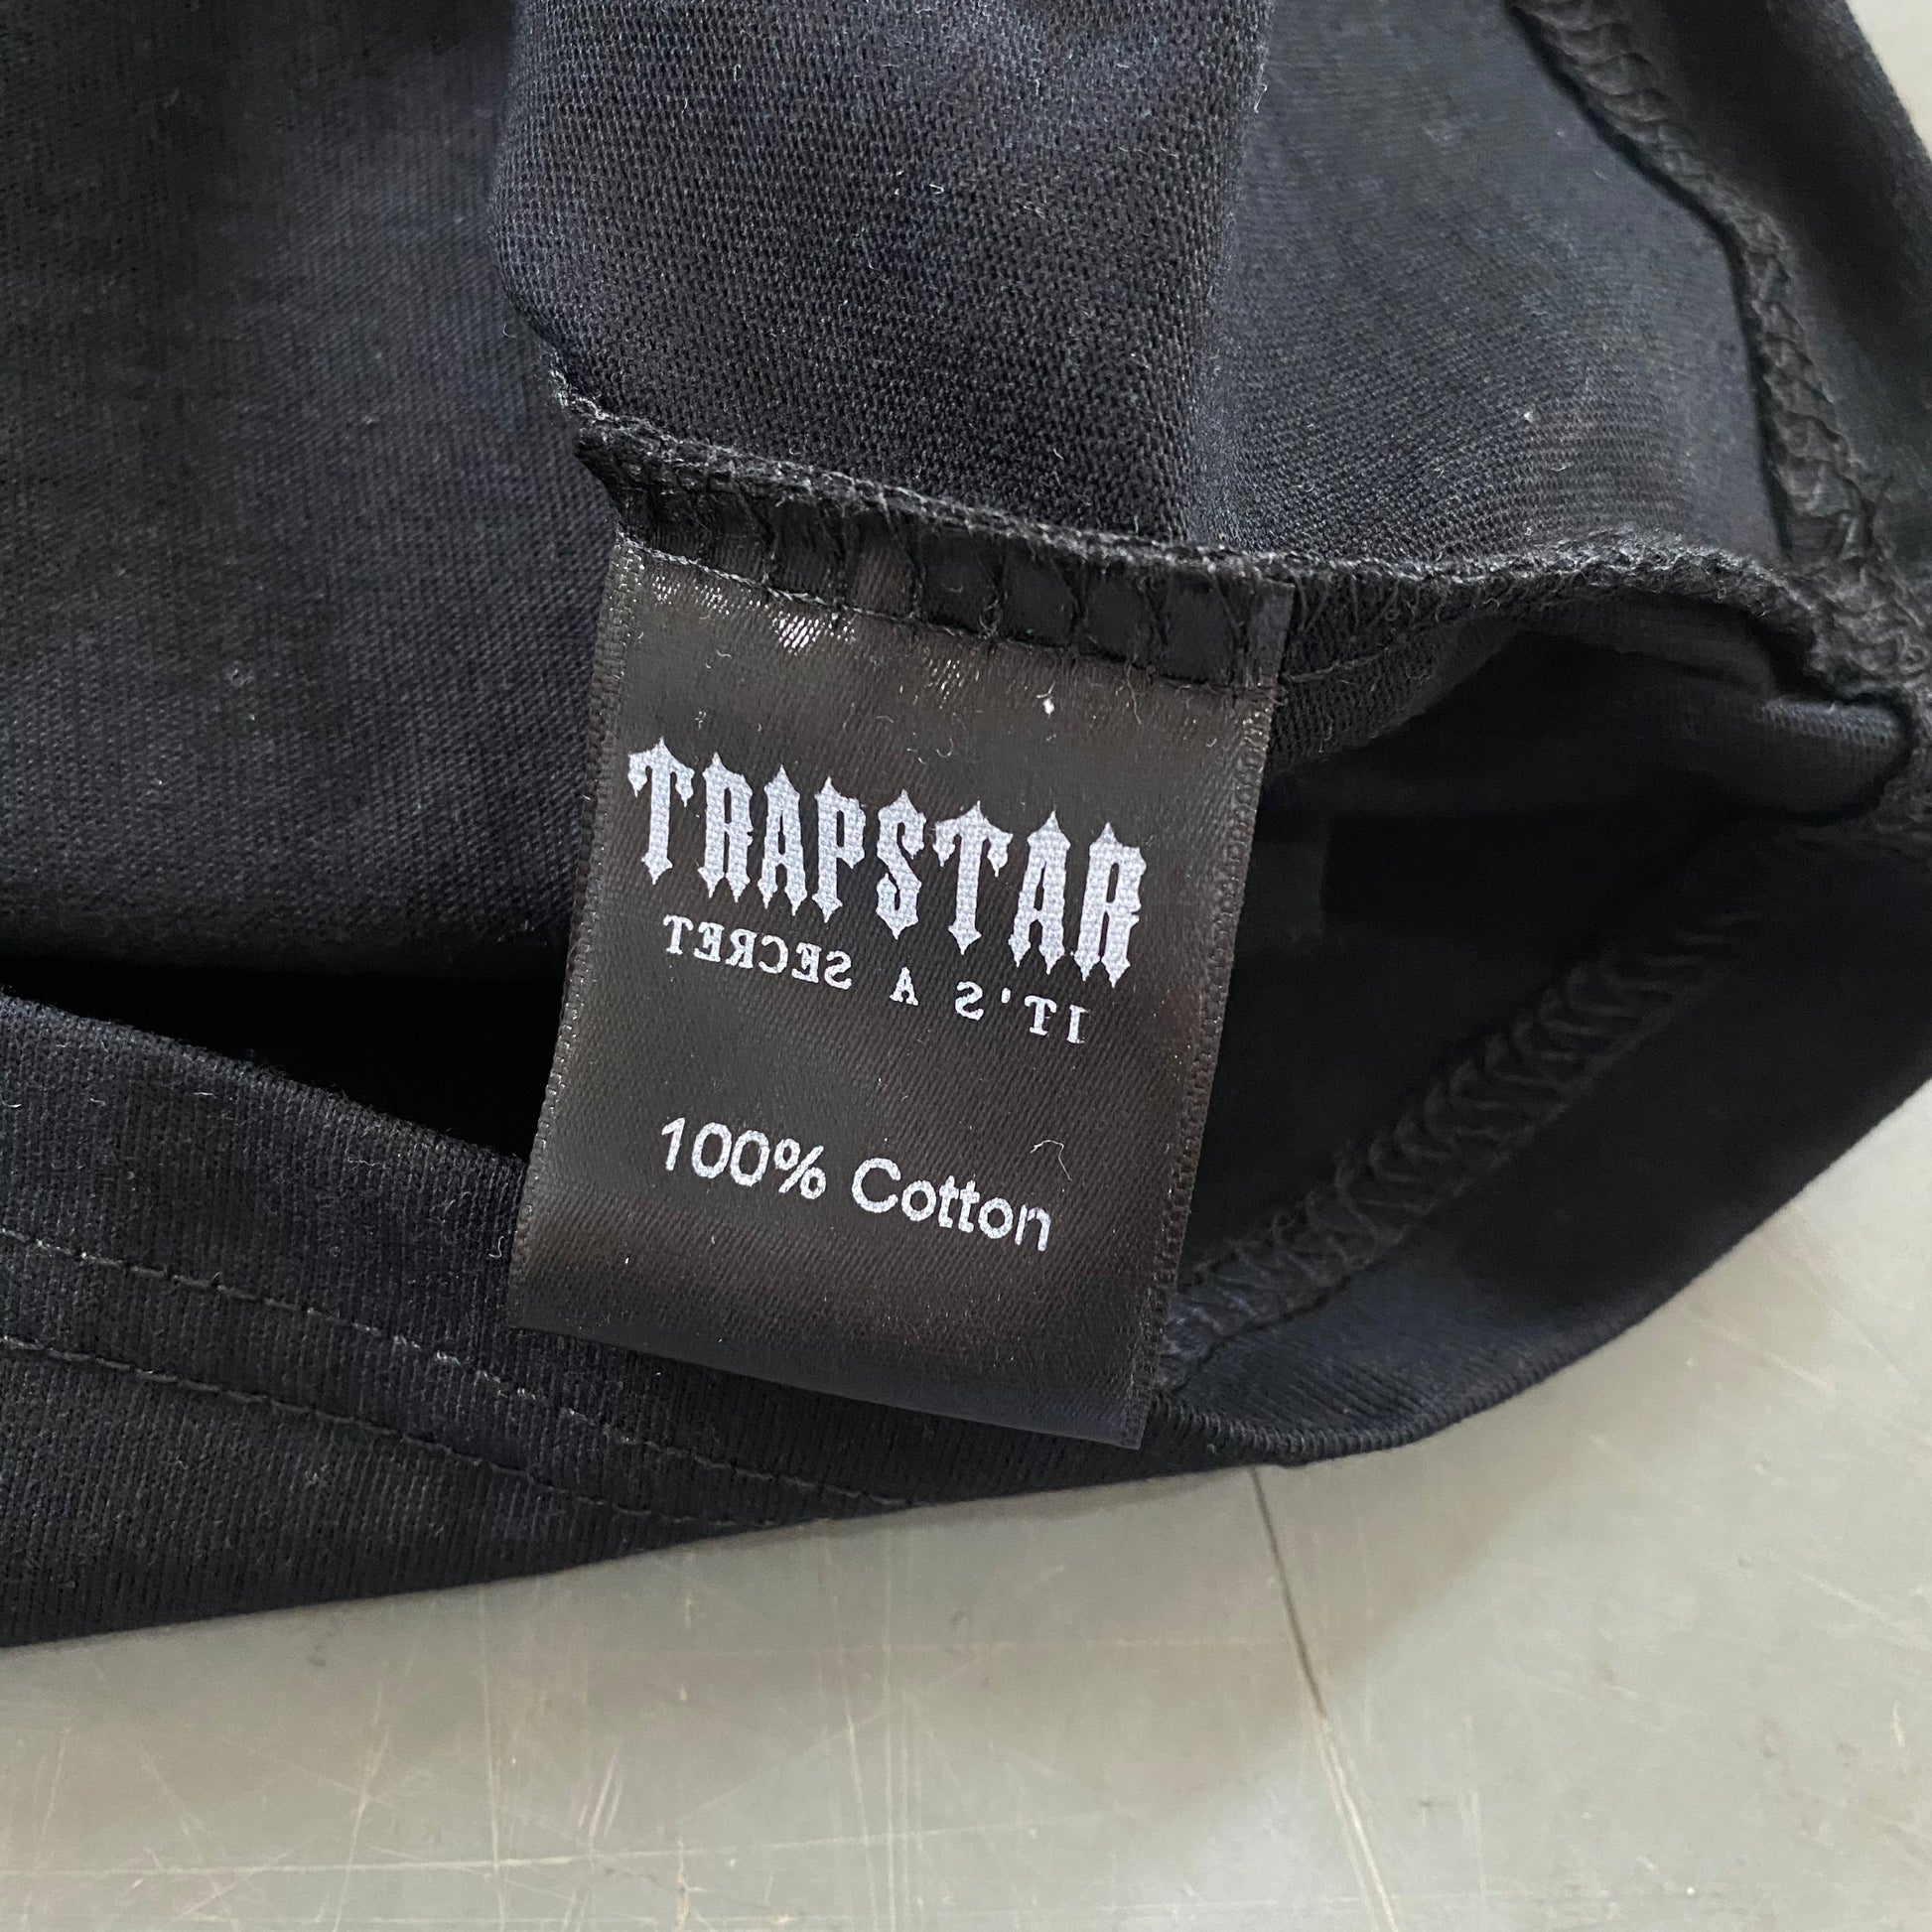 TRAPSTAR
IT'S A SECRET
100% Cotton